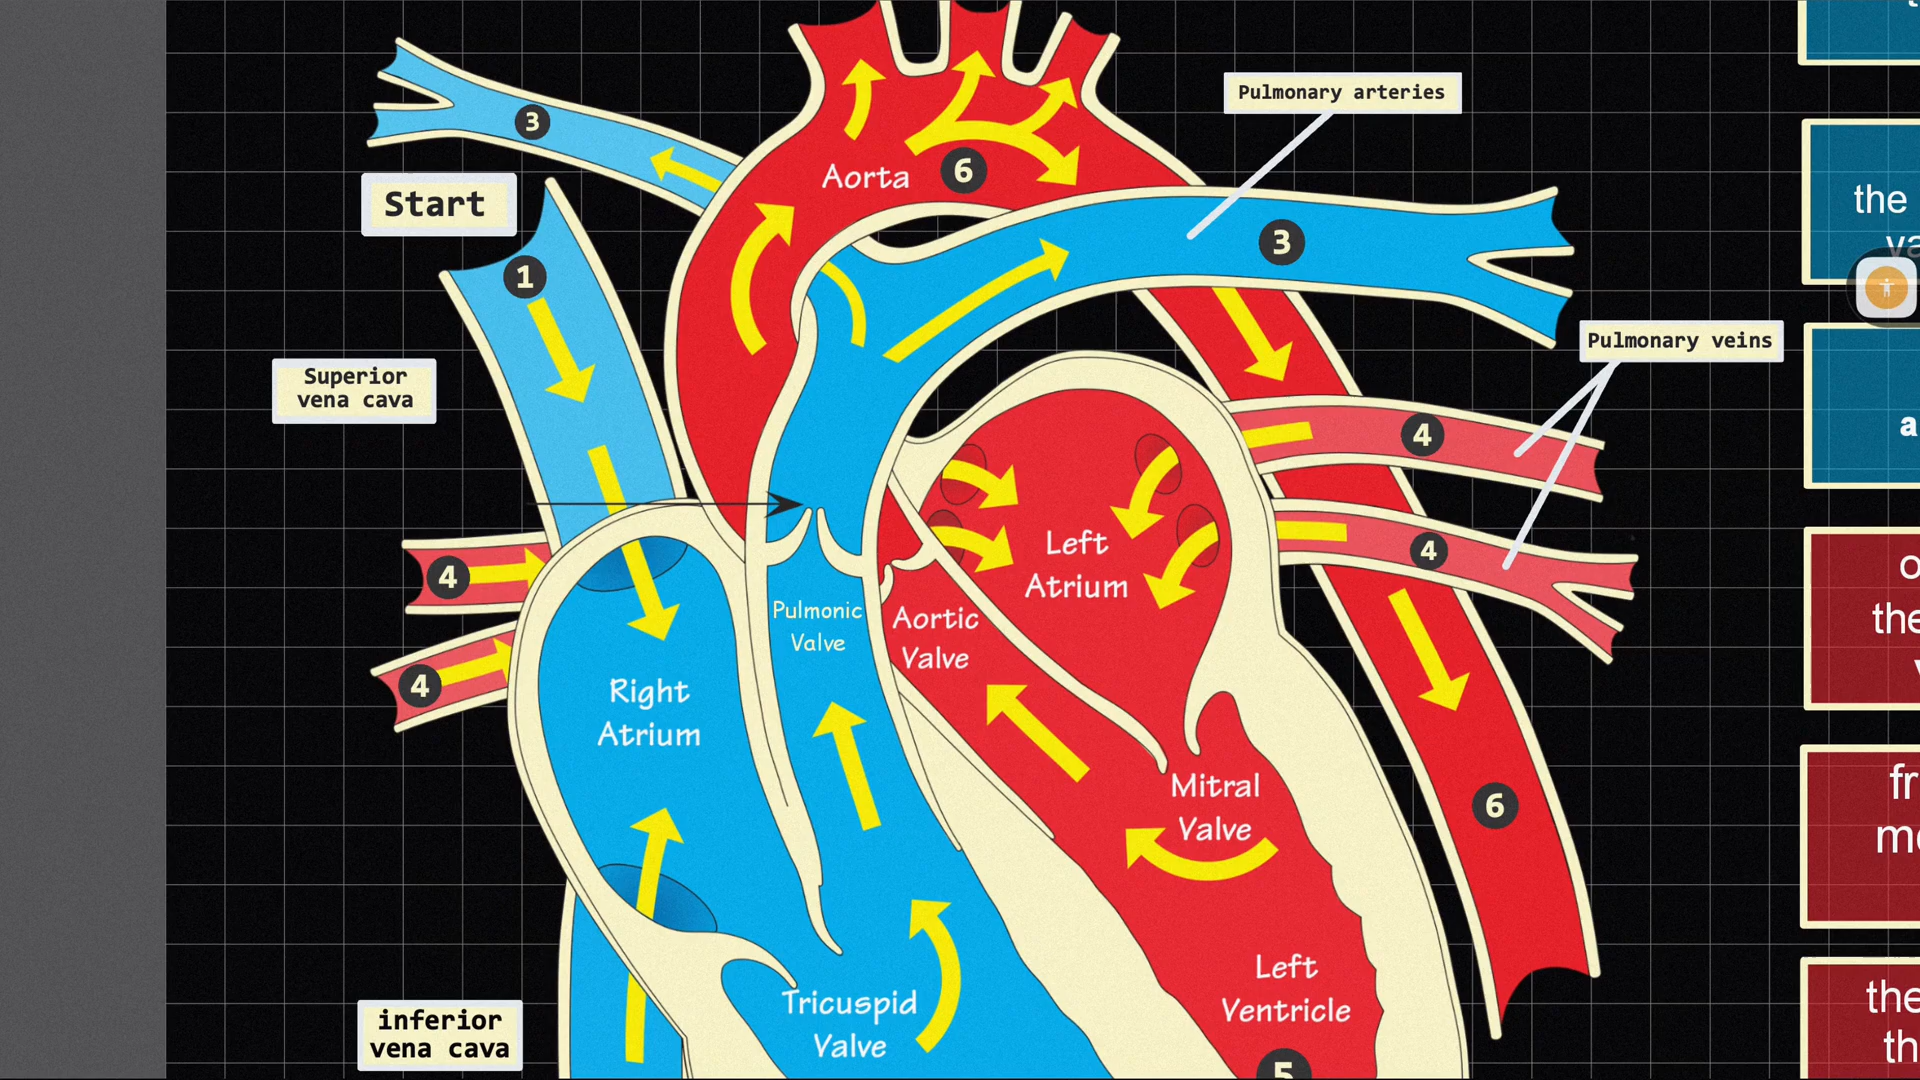 Pulmonary arteries
3
Aorta
6
Start
3
1
Pulmonary veins
Superior
vena cava
4
4
Left
Atrium
4
Pulmonic
Valve
Aortic
Valve
4
Right
Atrium
Mitral
Valve
6
Left
Ventricle
Tricuspid
Valve
inferior
vena cava
5
the
a
the
the